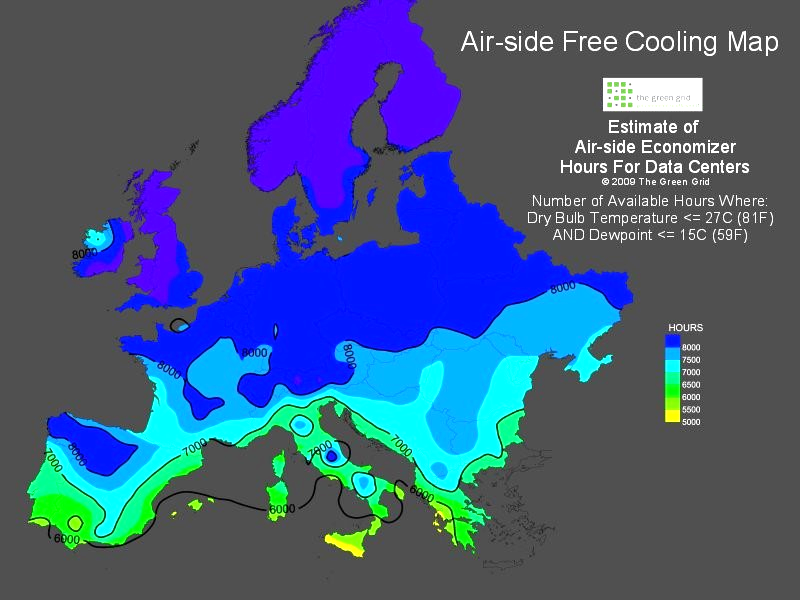 Air-side Free Cooling Map
the green grid
Estimate of
Air-side Economizer
Hours For Data Centers
© 2009 The Green Grid
Number of Available Hours Where:
Dry Bulb Temperature <= 27C (81F)
AND Dewpoint <= 15C (59F)
8000
8000
HOURS
8000
7500
7000
6500
6000
5500
5000
8000
8000
8000
8000
7000
7000
7000
7000
6000
6000
6000